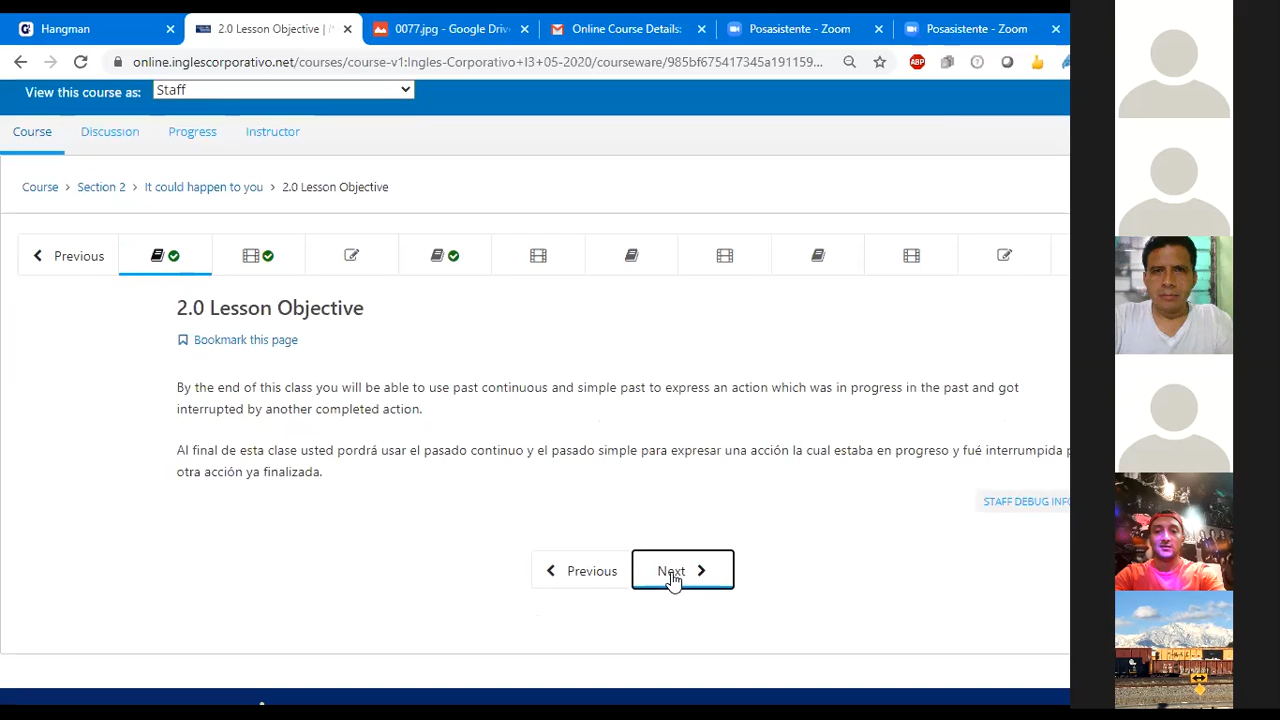 Hangman
2.0 Lesson Objective |
0077.jpg - Google Driv
Online Course Details:
Posasistente - Zoom
Posasistente - Zoom
online.inglescorporativo.net/courses/course-v1:Ingles-Corporativo+I3+05-2020/courseware/985bf675417345a191159...
ABP
View this course as:
Staff
Course
Discussion
Progress
Instructor
Course > Section 2 > It could happen to you > 2.0 Lesson Objective
Previous
2.0 Lesson Objective
Bookmark this page
By the end of this class you will be able to use past continuous and simple past to express an action which was in progress in the past and got
interrupted by another completed action.
Al final de esta clase usted pordrá usar el pasado continuo y el pasado simple para expresar una acción la cual estaba en progreso y fué interrumpida p
otra acción ya finalizada.
STAFF DEBUG INFO
Previous
Next